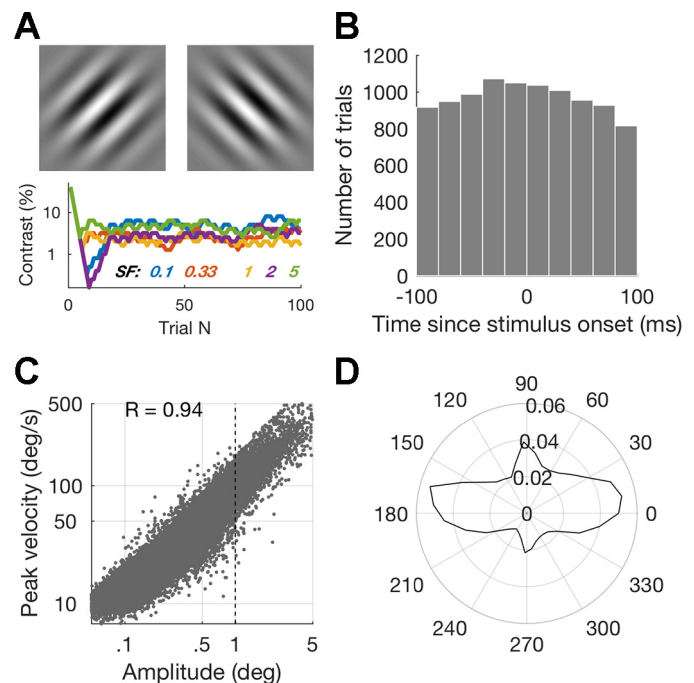 A
Contrast (%)
10
1
SF: 0.1 0.33 1 2 5
0 50 100
Trial N
B
Number of trials
1200
1000
800
600
400
200
0
-100 0 100
Time since stimulus onset (ms)
C
R = 0.94
Peak velocity (deg/s)
500
100
50
10
.1 .5 1 5
Amplitude (deg)
D
90
120 60
0.06
150 0.04 30
0.02
180 0 0
210 330
240 300
270